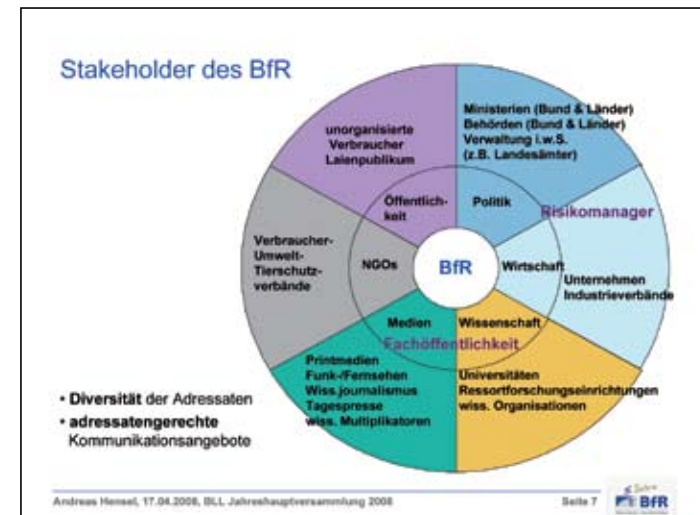 Stakeholder des BfR
unorganisierte
Verbraucher
Laienpublikum
Ministerien (Bund & Länder)
Behörden (Bund & Länder)
Verwaltung i.w.S.
(z.B. Landesämter)
Öffentlich-
keit
Politik
Risikomanager
Verbraucher-
Umwelt-
Tierschutz-
verbände
NGOs
BfR
Wirtschaft
Unternehmen
Industrieverbände
Medien
Wissenschaft
Fachöffentlichkeit
Printmedien
Funk-/Fernsehen
Wiss.journalismus
Tagespresse
wiss. Multiplikatoren
Universitäten
Ressortforschungseinrichtungen
wiss. Organisationen
• Diversität der Adressaten
• adressatengerechte
Kommunikationsangebote
Andreas Hensel, 17.04.2008, BLL Jahreshauptversammlung 2008
Seite 7
BfR